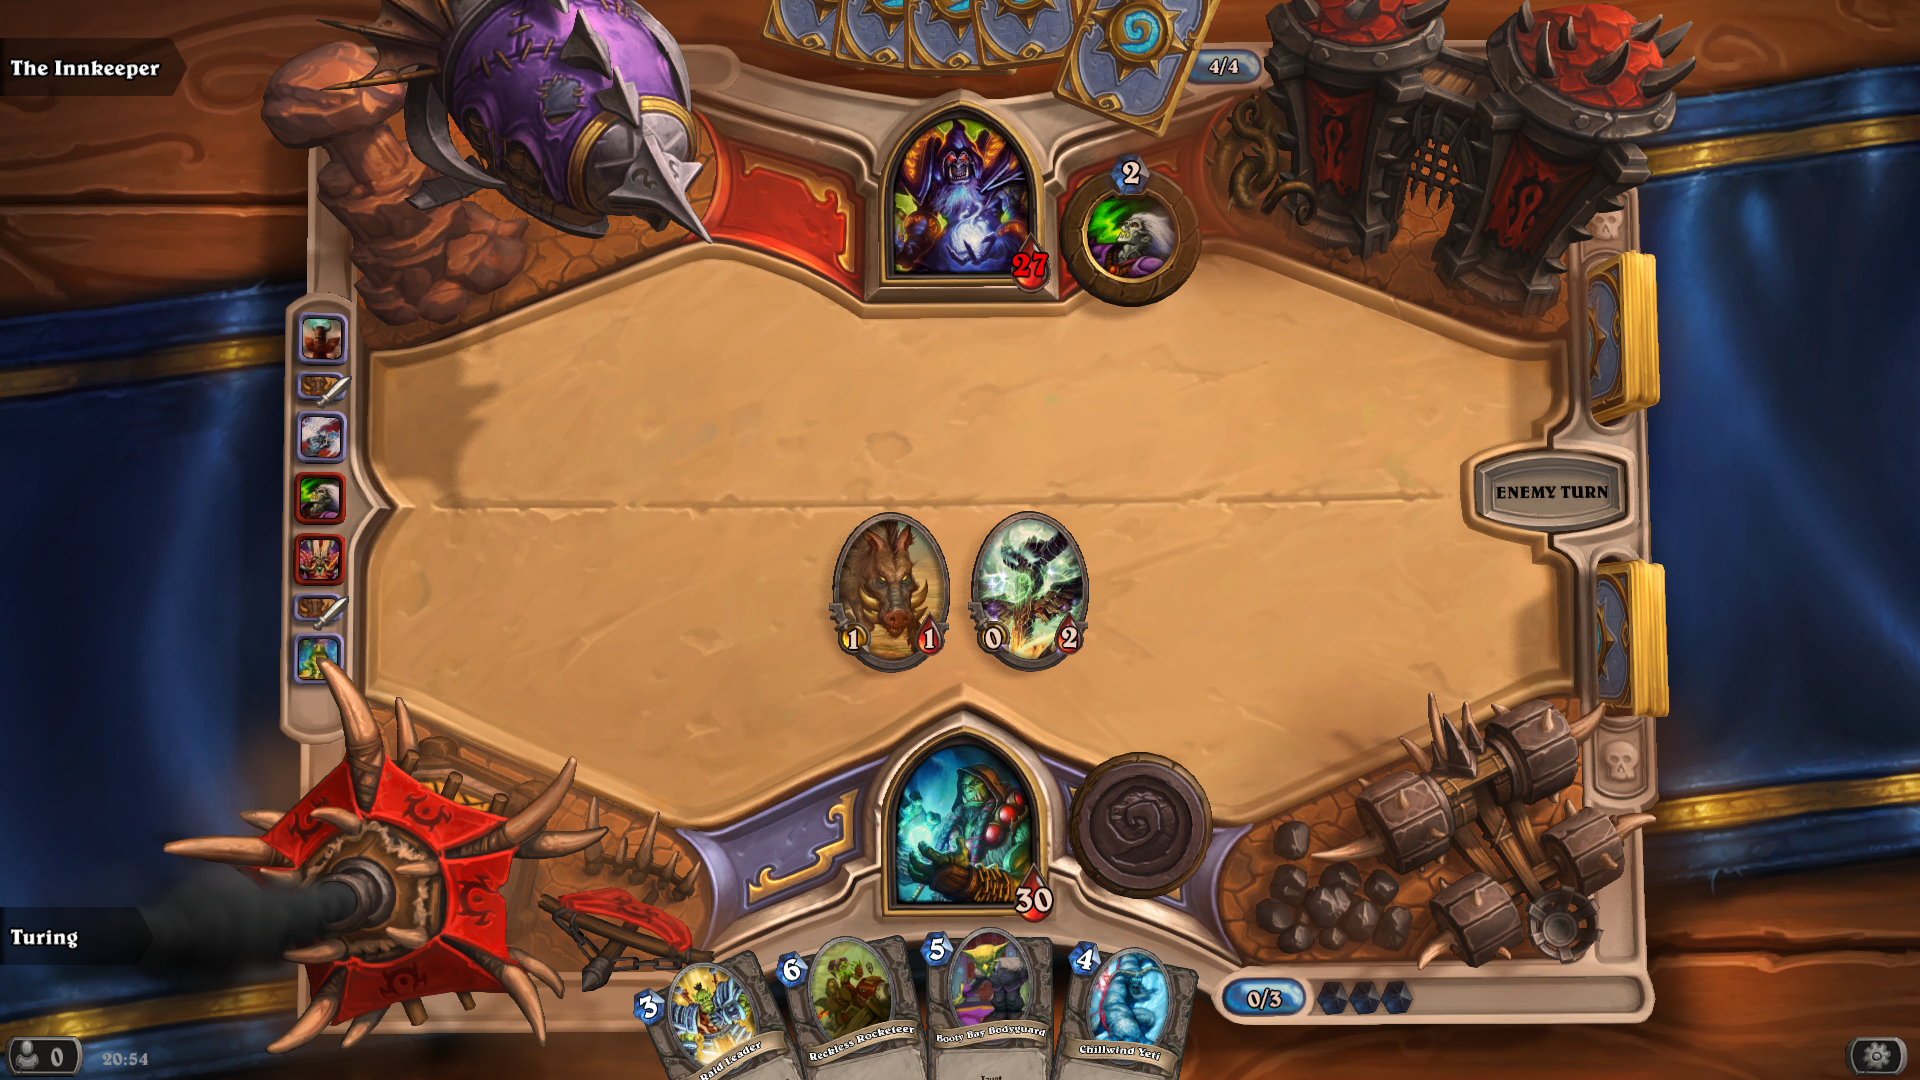 The Innkeeper
4/4
2
27
ENEMY TURN
1
1
0
2
30
Turing
3
Raid Leader
6
Reckless Rocketeer
5
Booty Bay Bodyguard
Taunt
4
Chillwind Yeti
0/3
0
20:54